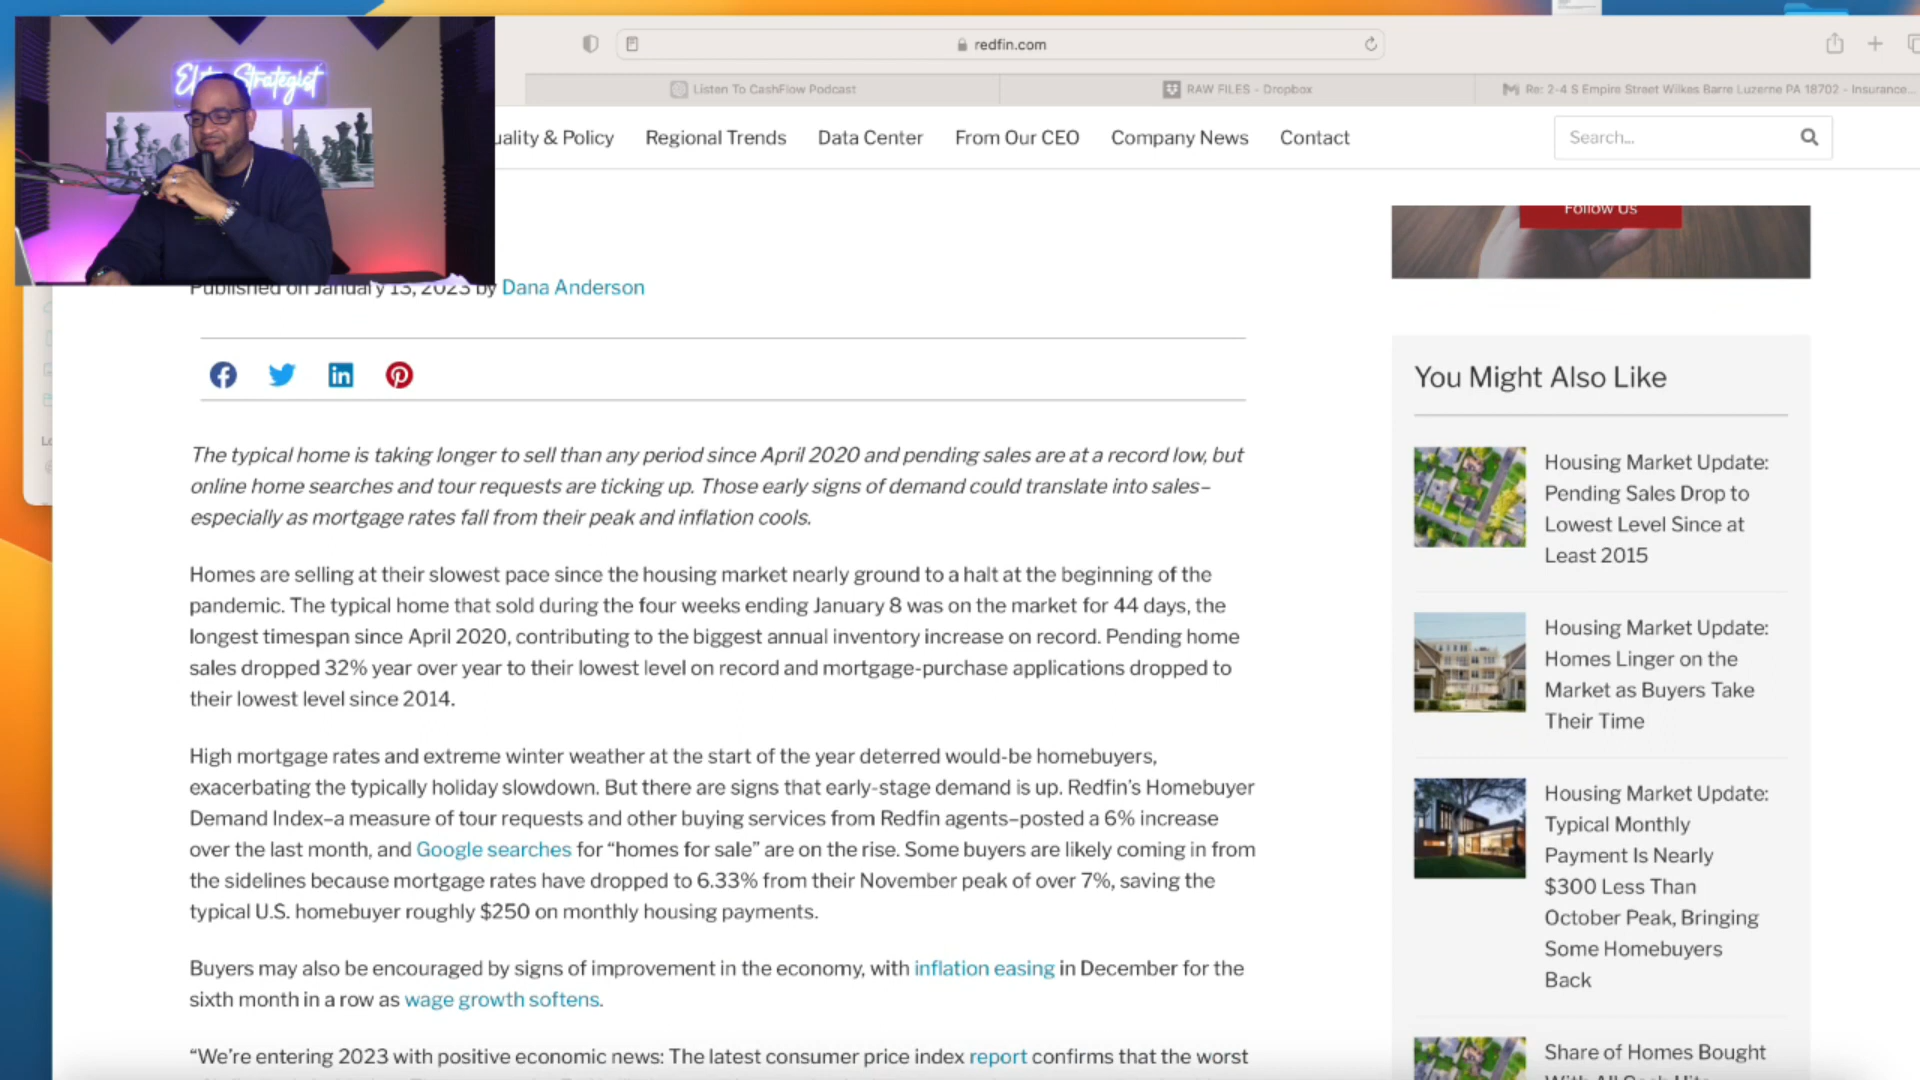 Elite Strategist
redfin.com
Listen To CashFlow Podcast
RAW FILES - Dropbox
Re: 2-4 S Empire Street Wilkes Barre Luzerne PA 18702 - Insurance...
uality & Policy
Regional Trends
Data Center
From Our CEO
Company News
Contact
Search...
Follow Us
Published on January 13, 2023 by Dana Anderson
The typical home is taking longer to sell than any period since April 2020 and pending sales are at a record low, but
online home searches and tour requests are ticking up. Those early signs of demand could translate into sales–
especially as mortgage rates fall from their peak and inflation cools.
Homes are selling at their slowest pace since the housing market nearly ground to a halt at the beginning of the
pandemic. The typical home that sold during the four weeks ending January 8 was on the market for 44 days, the
longest timespan since April 2020, contributing to the biggest annual inventory increase on record. Pending home
sales dropped 32% year over year to their lowest level on record and mortgage-purchase applications dropped to
their lowest level since 2014.
High mortgage rates and extreme winter weather at the start of the year deterred would-be homebuyers,
exacerbating the typically holiday slowdown. But there are signs that early-stage demand is up. Redfin's Homebuyer
Demand Index–a measure of tour requests and other buying services from Redfin agents–posted a 6% increase
over the last month, and Google searches for “homes for sale” are on the rise. Some buyers are likely coming in from
the sidelines because mortgage rates have dropped to 6.33% from their November peak of over 7%, saving the
typical U.S. homebuyer roughly $250 on monthly housing payments.
Buyers may also be encouraged by signs of improvement in the economy, with inflation easing in December for the
sixth month in a row as wage growth softens.
“We're entering 2023 with positive economic news: The latest consumer price index report confirms that the worst
You Might Also Like
Housing Market Update:
Pending Sales Drop to
Lowest Level Since at
Least 2015
Housing Market Update:
Homes Linger on the
Market as Buyers Take
Their Time
Housing Market Update:
Typical Monthly
Payment Is Nearly
$300 Less Than
October Peak, Bringing
Some Homebuyers
Back
Share of Homes Bought
With All Cash Hits